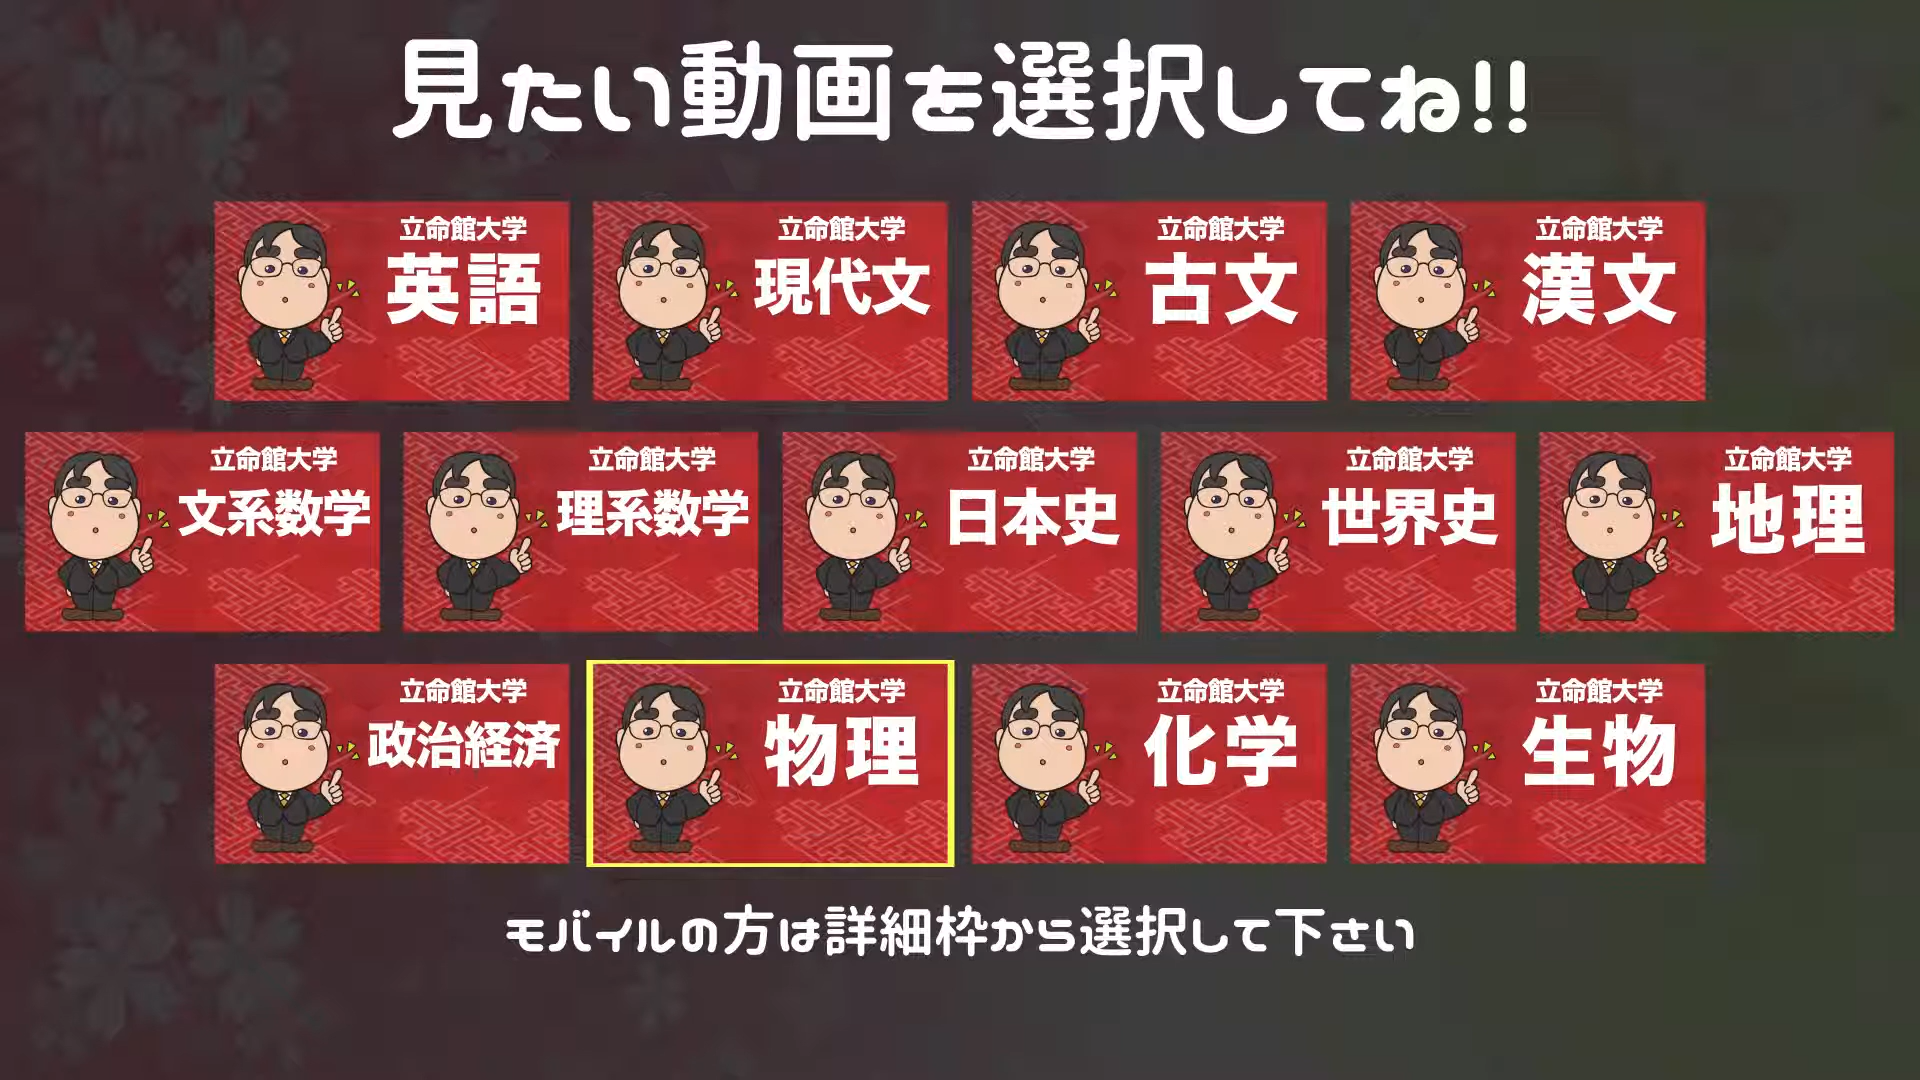 見たい動画を選択してね!!
立命館大学
英語
立命館大学
現代文
立命館大学
古文
立命館大学
漢文
立命館大学
文系数学
立命館大学
理系数学
立命館大学
日本史
立命館大学
世界史
立命館大学
地理
立命館大学
政治経済
立命館大学
物理
立命館大学
化学
立命館大学
生物
モバイルの方は詳細枠から選択して下さい